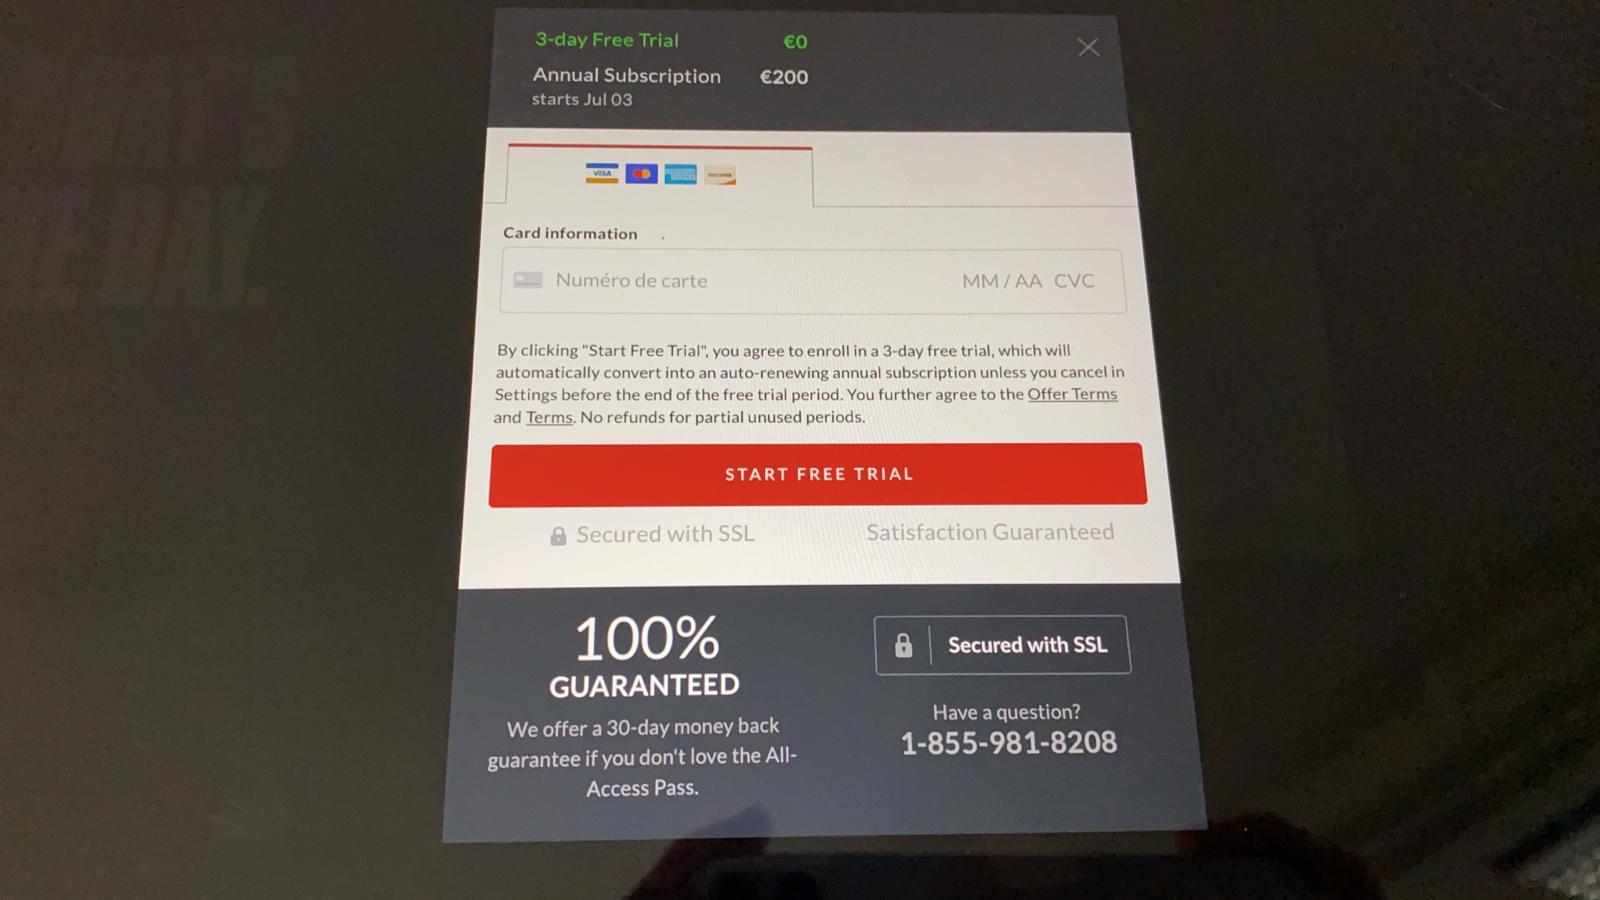 3-day Free Trial €0
Annual Subscription €200
starts Jul 03
VISA
DISCOVER
Card information
Numéro de carte MM / AA CVC
By clicking "Start Free Trial", you agree to enroll in a 3-day free trial, which will
automatically convert into an auto-renewing annual subscription unless you cancel in
Settings before the end of the free trial period. You further agree to the Offer Terms
and Terms. No refunds for partial unused periods.
START FREE TRIAL
Secured with SSL
Satisfaction Guaranteed
100%
GUARANTEED
We offer a 30-day money back
guarantee if you don't love the All-
Access Pass.
Secured with SSL
Have a question?
1-855-981-8208